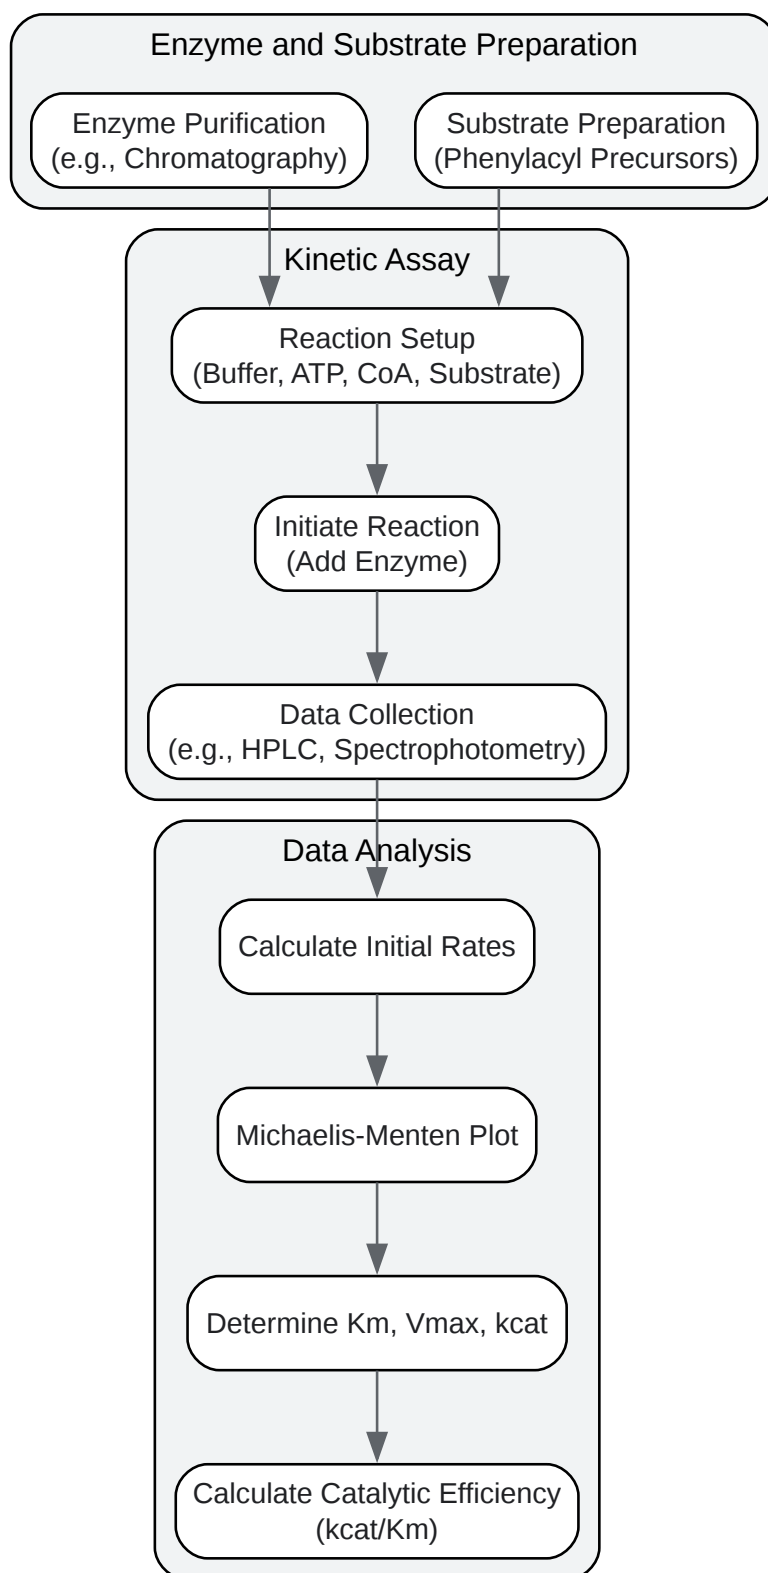 Enzyme and Substrate Preparation
Enzyme Purification
(e.g., Chromatography)
Substrate Preparation
(Phenylacyl Precursors)
Kinetic Assay
Reaction Setup
(Buffer, ATP, CoA, Substrate)
Initiate Reaction
(Add Enzyme)
Data Collection
(e.g., HPLC, Spectrophotometry)
Data Analysis
Calculate Initial Rates
Michaelis-Menten Plot
Determine Km, Vmax, kcat
Calculate Catalytic Efficiency
(kcat/Km)